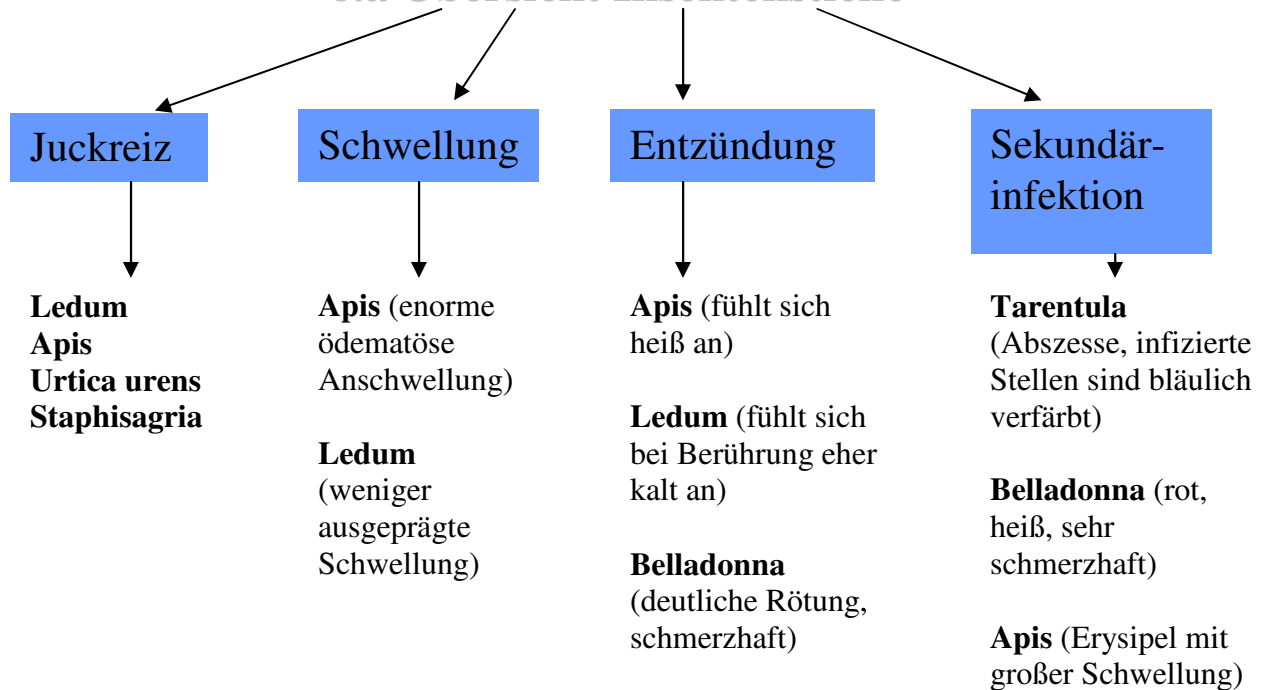 Juckreiz
Schwellung
Entzündung
Sekundär-
infektion
Ledum
Apis
Urtica urens
Staphisagria
Apis (enorme
ödematöse
Anschwellung)
Ledum
(weniger
ausgeprägte
Schwellung)
Apis (fühlt sich
heiß an)
Ledum (fühlt sich
bei Berührung eher
kalt an)
Belladonna
(deutliche Rötung,
schmerzhaft)
Tarentula
(Abszesse, infizierte
Stellen sind bläulich
verfärbt)
Belladonna (rot,
heiß, sehr
schmerzhaft)
Apis (Erysipel mit
großer Schwellung)